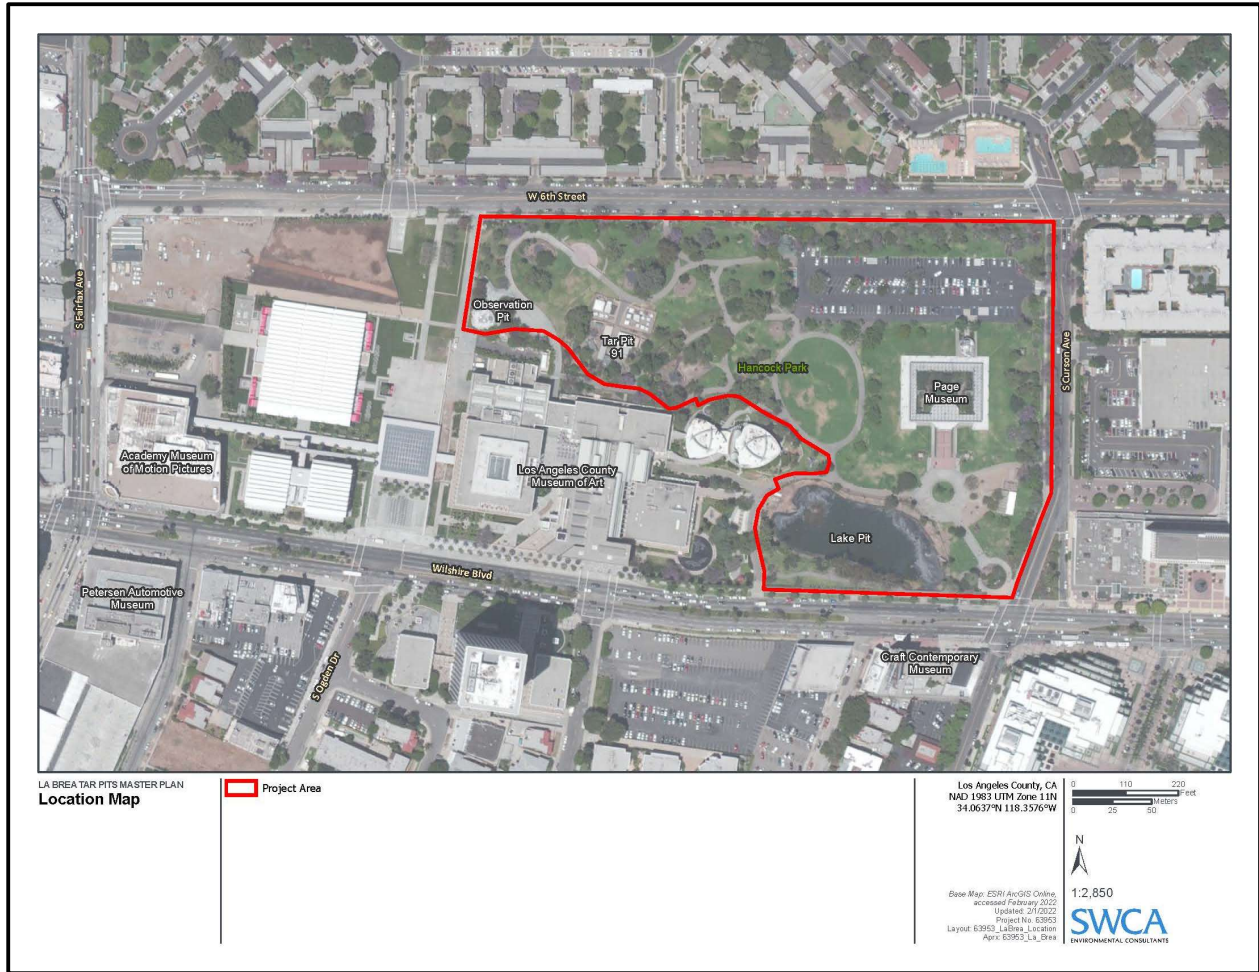 W 6th Street
S Fairfax Ave
Observation
Pit
Tar Pit
91
Hancock Park
Page
Museum
S Curson Ave
Academy Museum
of Motion Pictures
Los Angeles County
Museum of Art
Lake Pit
Wilshire Blvd
Petersen Automotive
Museum
S Ogden Dr
Craft Contemporary
Museum
LA BREA TAR PITS MASTER PLAN
Location Map
Project Area
Los Angeles County, CA
NAD 1983 UTM Zone 11N
34.0637°N 118.3576°W
0 110 220
Feet
Meters
0 25 50
N
1:2,850
Base Map: ESRI ArcGIS Online,
accessed February 2022
Updated: 2/1/2022
Project No. 63953
Layout: 63953_LaBrea_Location
Aprx: 63953_La_Brea
SWCA
ENVIRONMENTAL CONSULTANTS